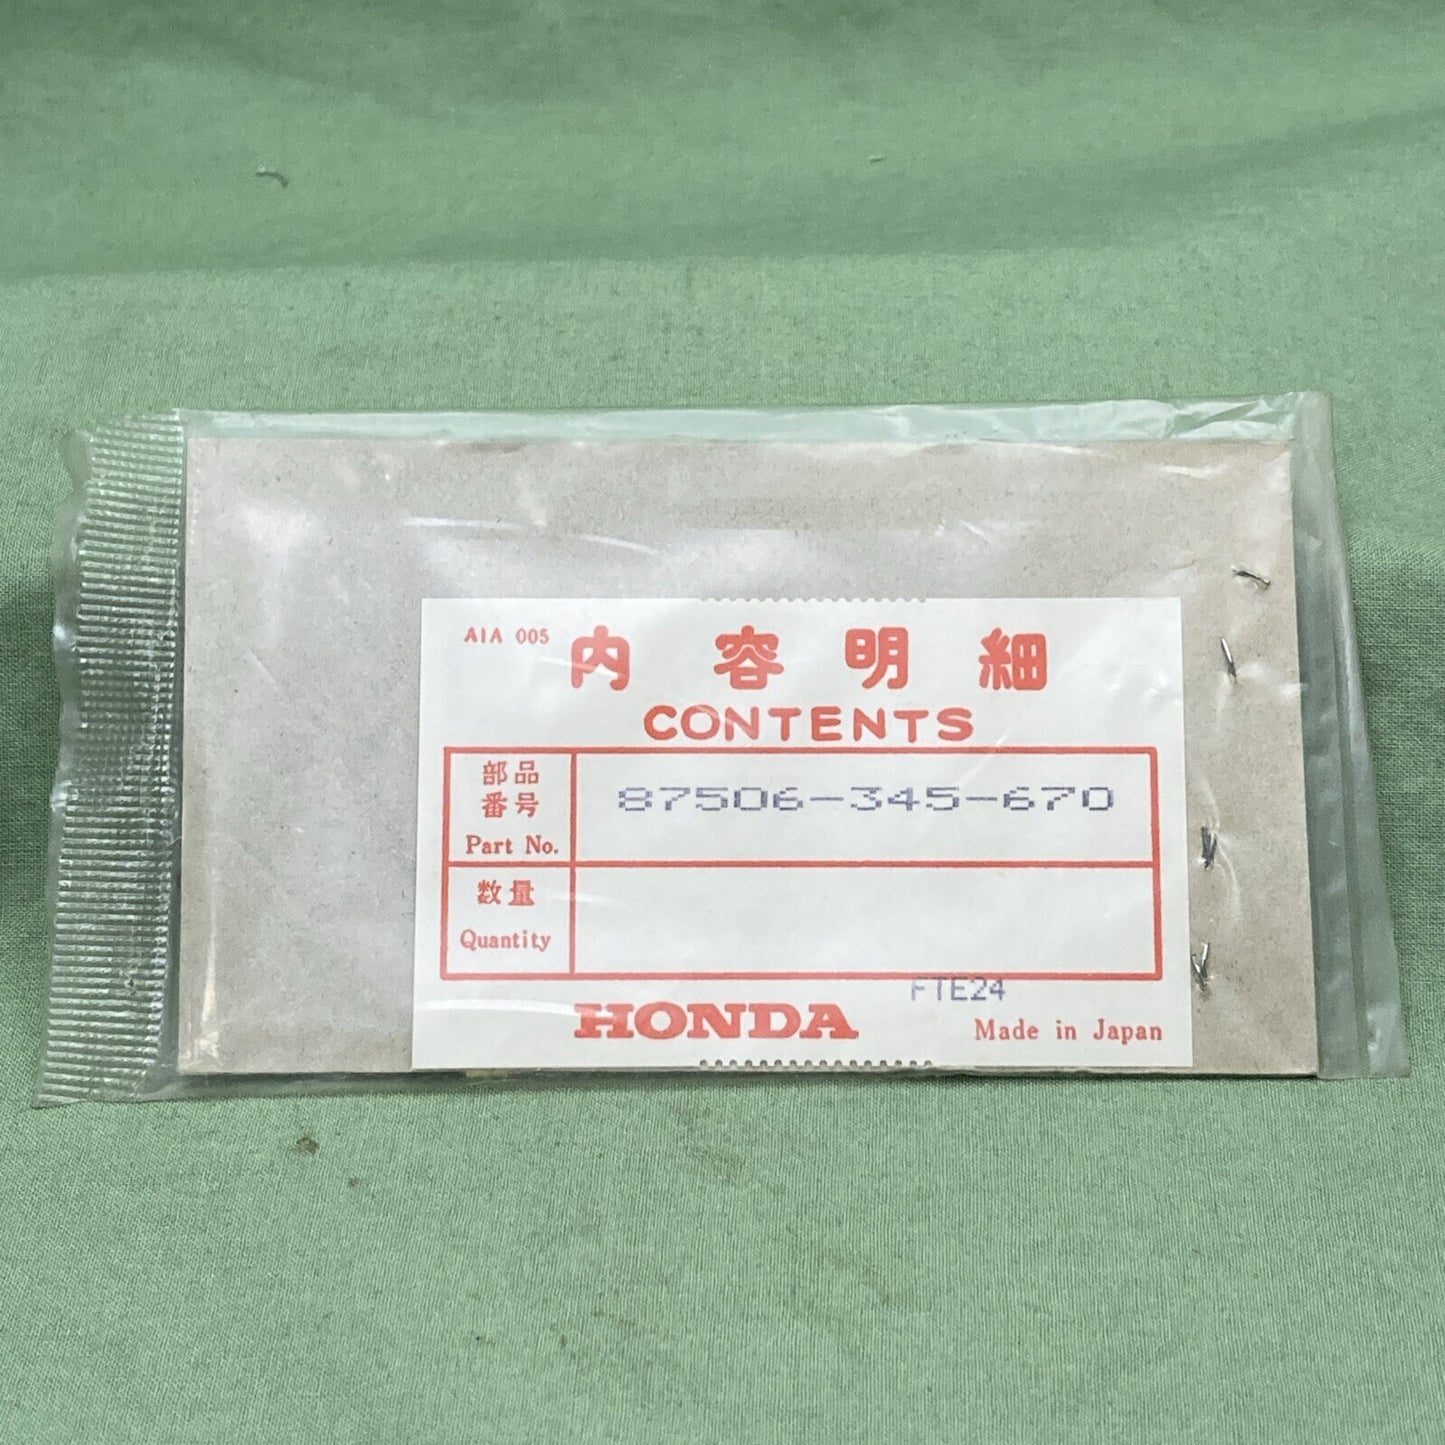 A1A 005 内容明細
CONTENTS
部品
番号
Part No.
87506-345-670
数量
Quantity
FTE24
HONDA
Made in Japan